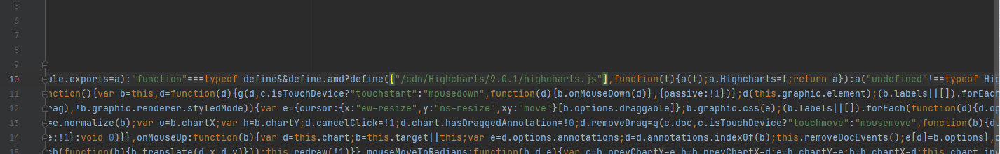 5
6
7
8
9
10 ule.exports=a):"function"===typeof define&&define.amd?define(["/cdn/Highcharts/9.0.1/highcharts.js"],function(t){a(t);a.Highcharts=t;return a}):a("undefined"!==typeof Hig
11 nction(){var b=this,d=function(d){g(d,c.isTouchDevice?"touchstart":"mousedown",function(d){b.onMouseDown(d)},{passive:!1})};d(this.graphic.element);(b.labels||[]).forEac
12 rag),!b.graphic.renderer.styledMode)){var e={cursor:{x:"ew-resize",y:"ns-resize",xy:"move"}[b.options.draggable]};b.graphic.css(e);(b.labels||[]).forEach(function(d){d.op
13 =e.normalize(b);var u=b.chartX;var h=b.chartY;d.cancelClick=!1;d.chart.hasDraggedAnnotation=!0;d.removeDrag=g(c.doc,c.isTouchDevice?"touchmove":"mousemove",function(b){d.
14 e:!1}:void 0)}},onMouseUp:function(b){var d=this.chart;b=this.target||this;var e=d.options.annotations;d=d.annotations.indexOf(b);this.removeDocEvents();e[d]=b.options},
15 ch(function(b){b.translate(d.x,d.y)}));this.redraw(!1)}},mouseMoveToRadians:function(b,d,e){var c=b.prevChartY-e,h=b.prevChartX-d;e=b.chartY-e;b=b.chartX-d;this.chart.in